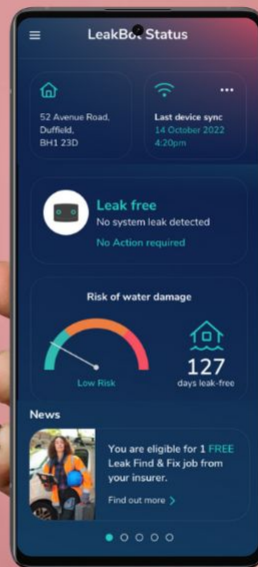 LeakBot Status
52 Avenue Road,
Duffield,
BH1 23D
Last device sync
14 October 2022
4:20pm
Leak free
No system leak detected
No Action required
Risk of water damage
Low Risk
127
days leak-free
News
You are eligible for 1 FREE
Leak Find & Fix job from
your insurer.
Find out more